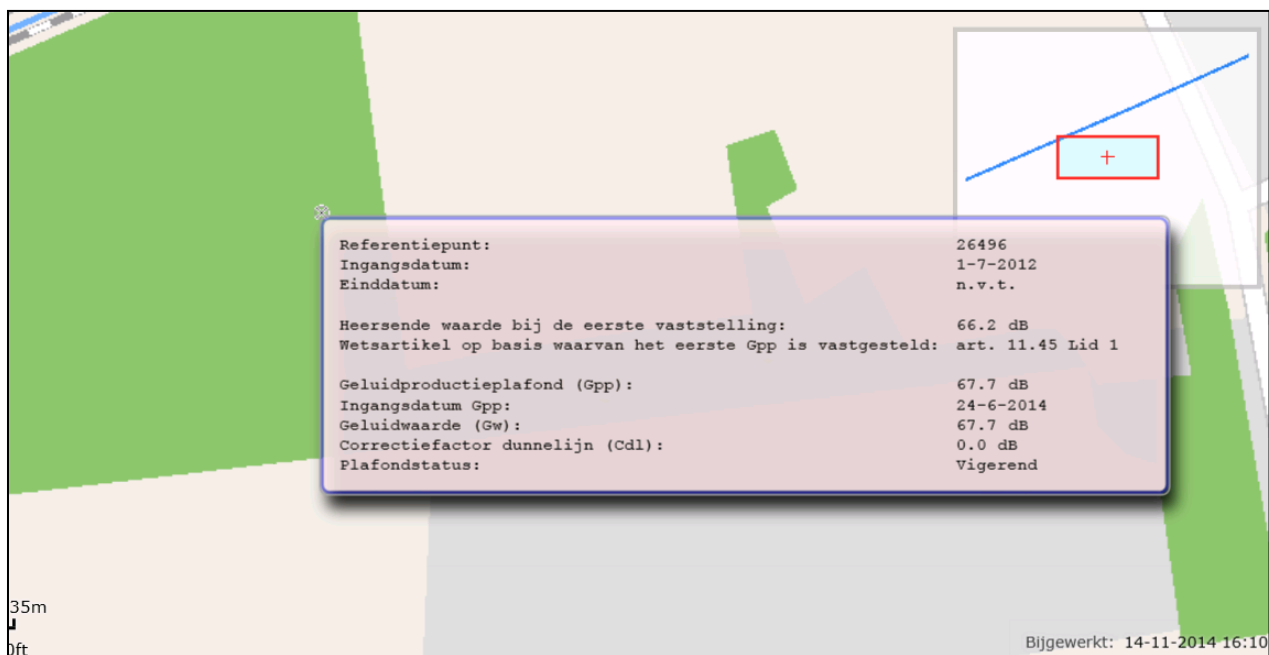 Referentiepunt: 26496
Ingangsdatum: 1-7-2012
Einddatum: n.v.t.
Heersende waarde bij de eerste vaststelling: 66.2 dB
Wetsartikel op basis waarvan het eerste Gpp is vastgesteld: art. 11.45 Lid 1
Geluidproductieplafond (Gpp): 67.7 dB
Ingangsdatum Gpp: 24-6-2014
Geluidwaarde (Gw): 67.7 dB
Correctiefactor dunnelijn (Cdl): 0.0 dB
Plafondstatus: Vigerend
35m
0ft
Bijgewerkt: 14-11-2014 16:10